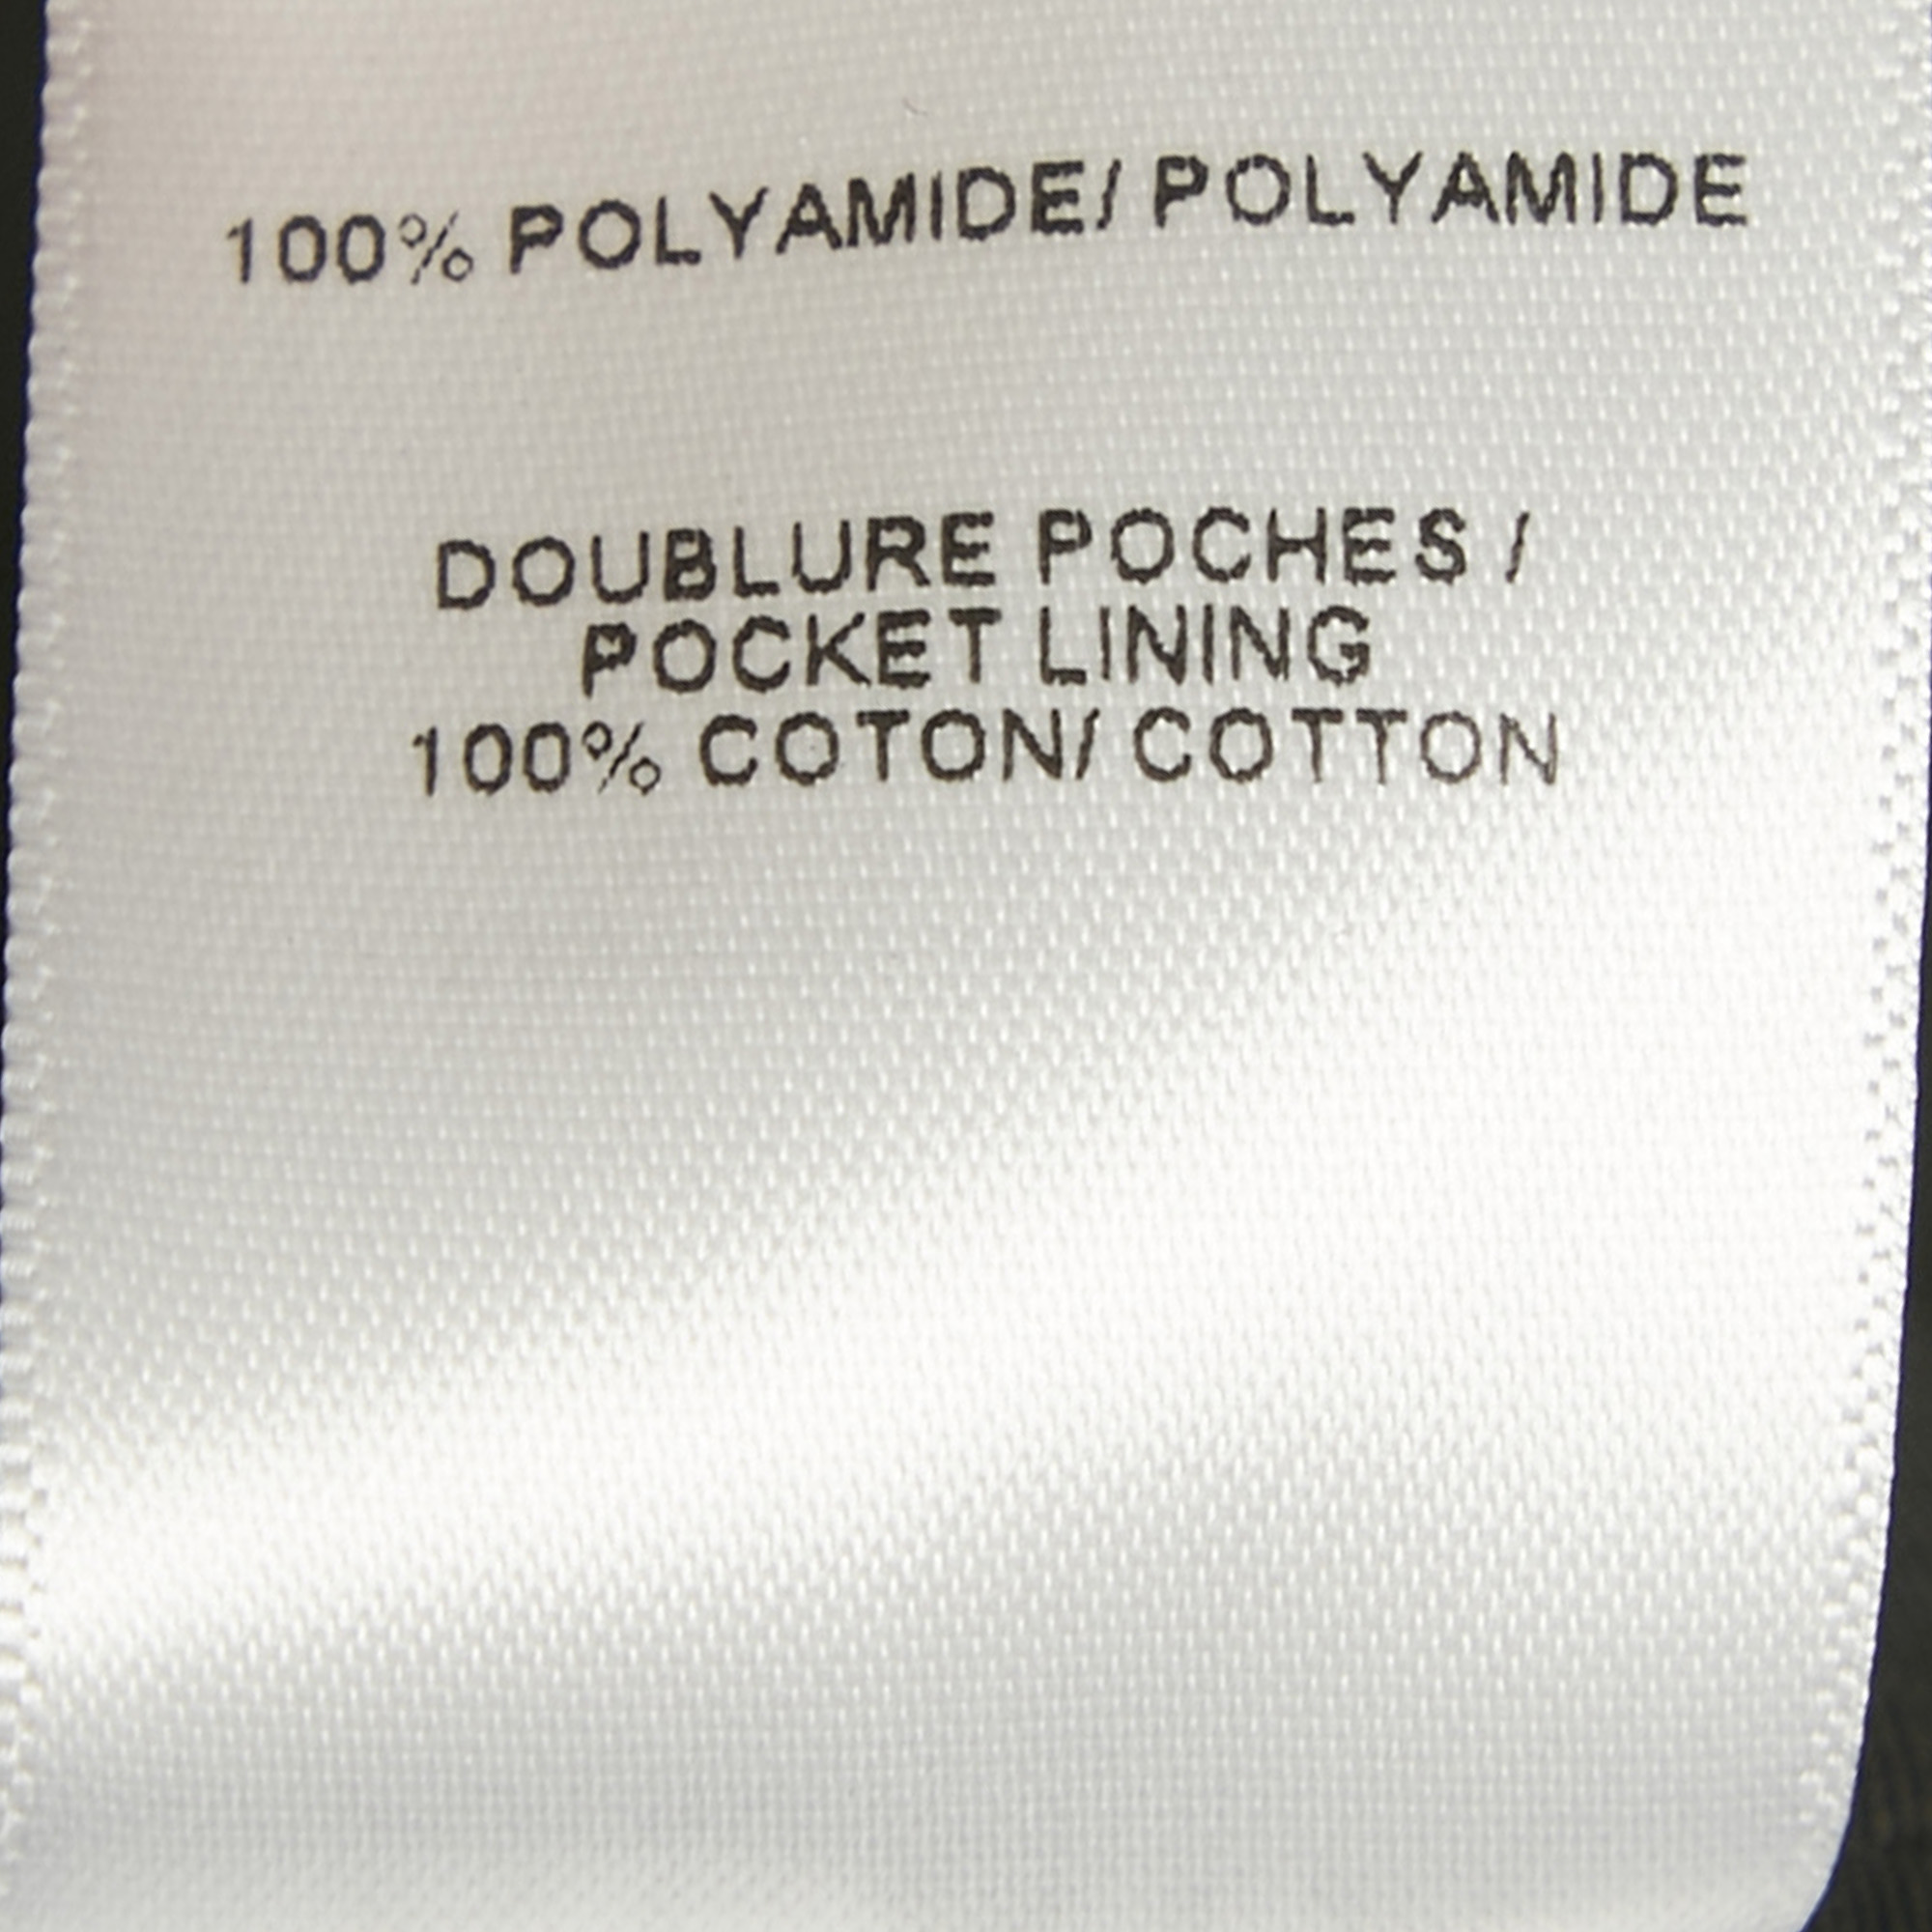 100% POLYAMIDE/ POLYAMIDE
DOUBLURE POCHES /
POCKET LINING
100% COTON/ COTTON